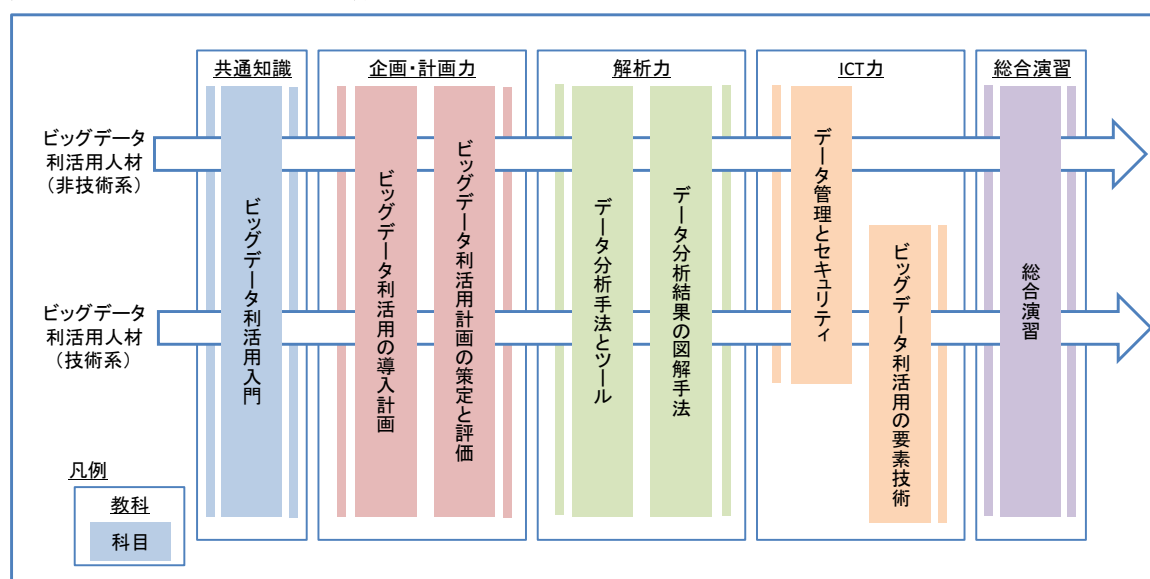 共通知識
企画・計画力
解析力
ICT力
総合演習
ビッグデータ
利活用人材
（非技術系）
ビッグデータ
利活用人材
（技術系）
ビッグデータ利活用入門
ビッグデータ利活用の導入計画
ビッグデータ利活用計画の策定と評価
データ分析手法とツール
データ分析結果の図解手法
データ管理とセキュリティ
ビッグデータ利活用の要素技術
総合演習
凡例
教科
科目